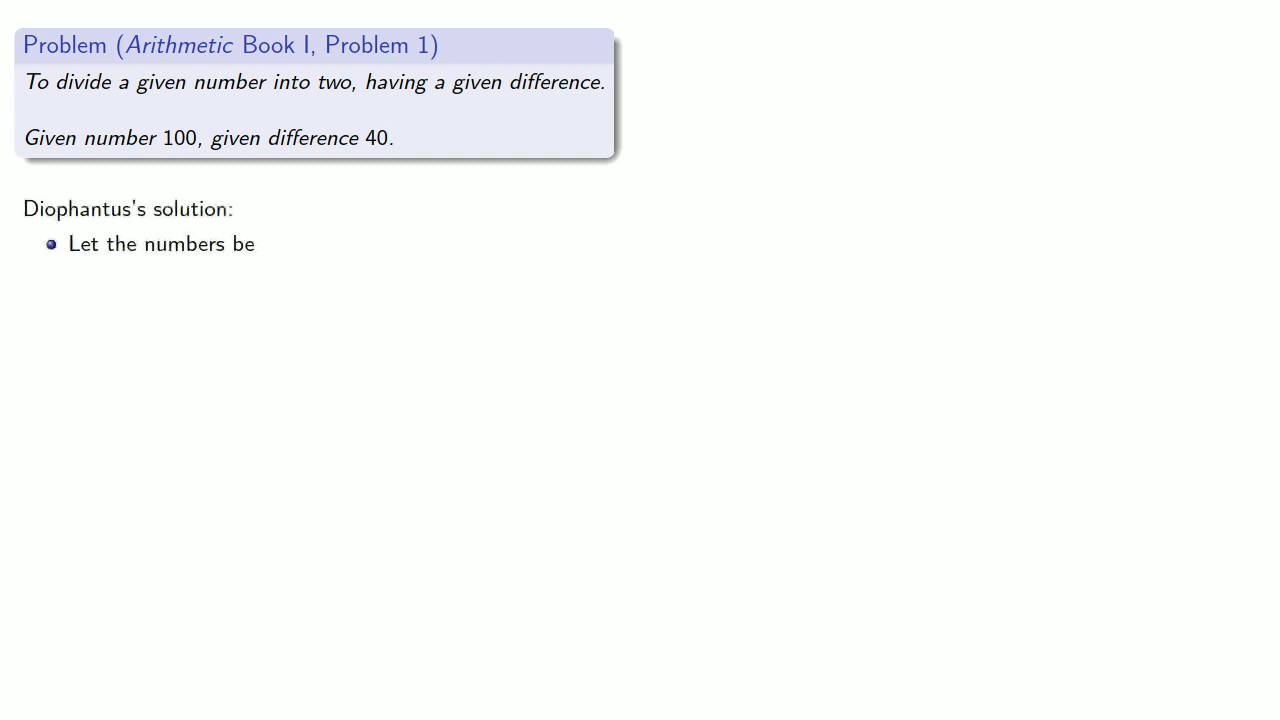 Problem (Arithmetic Book I, Problem 1)
To divide a given number into two, having a given difference.
Given number 100, given difference 40.
Diophantus's solution:
Let the numbers be